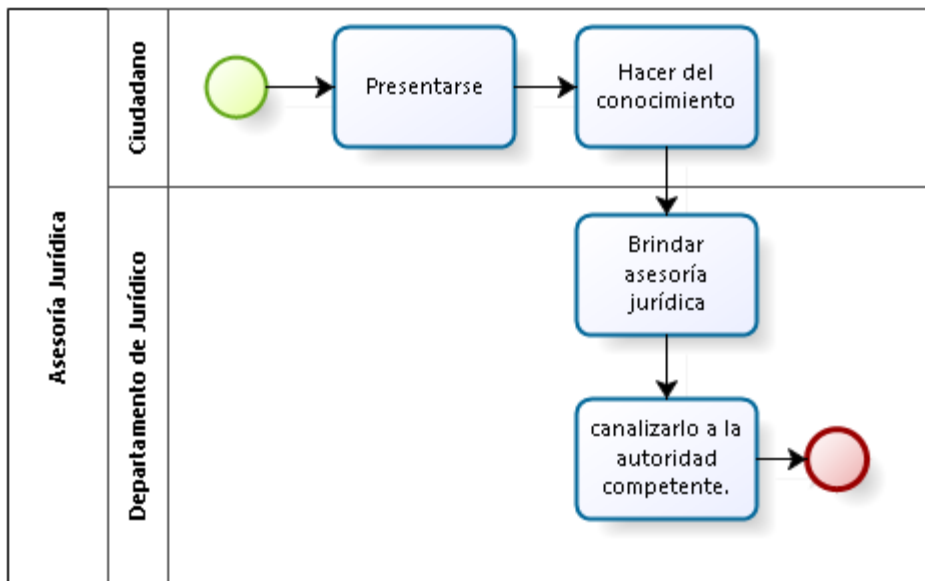 Asesoría Jurídica
Ciudadano
Presentarse
Hacer del
conocimiento
Departamento de Jurídico
Brindar
asesoría
jurídica
canalizarlo a la
autoridad
competente.